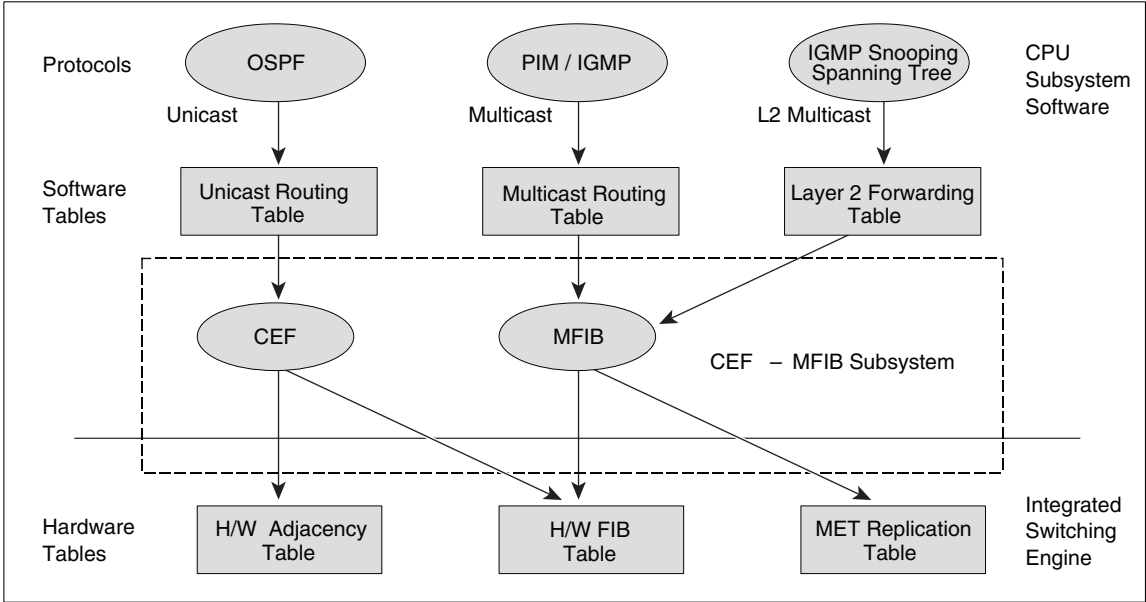 Protocols
OSPF
PIM / IGMP
IGMP Snooping
Spanning Tree
CPU
Subsystem
Software
Unicast
Multicast
L2 Multicast
Software
Tables
Unicast Routing
Table
Multicast Routing
Table
Layer 2 Forwarding
Table
CEF
MFIB
CEF – MFIB Subsystem
Hardware
Tables
H/W Adjacency
Table
H/W FIB
Table
MET Replication
Table
Integrated
Switching
Engine